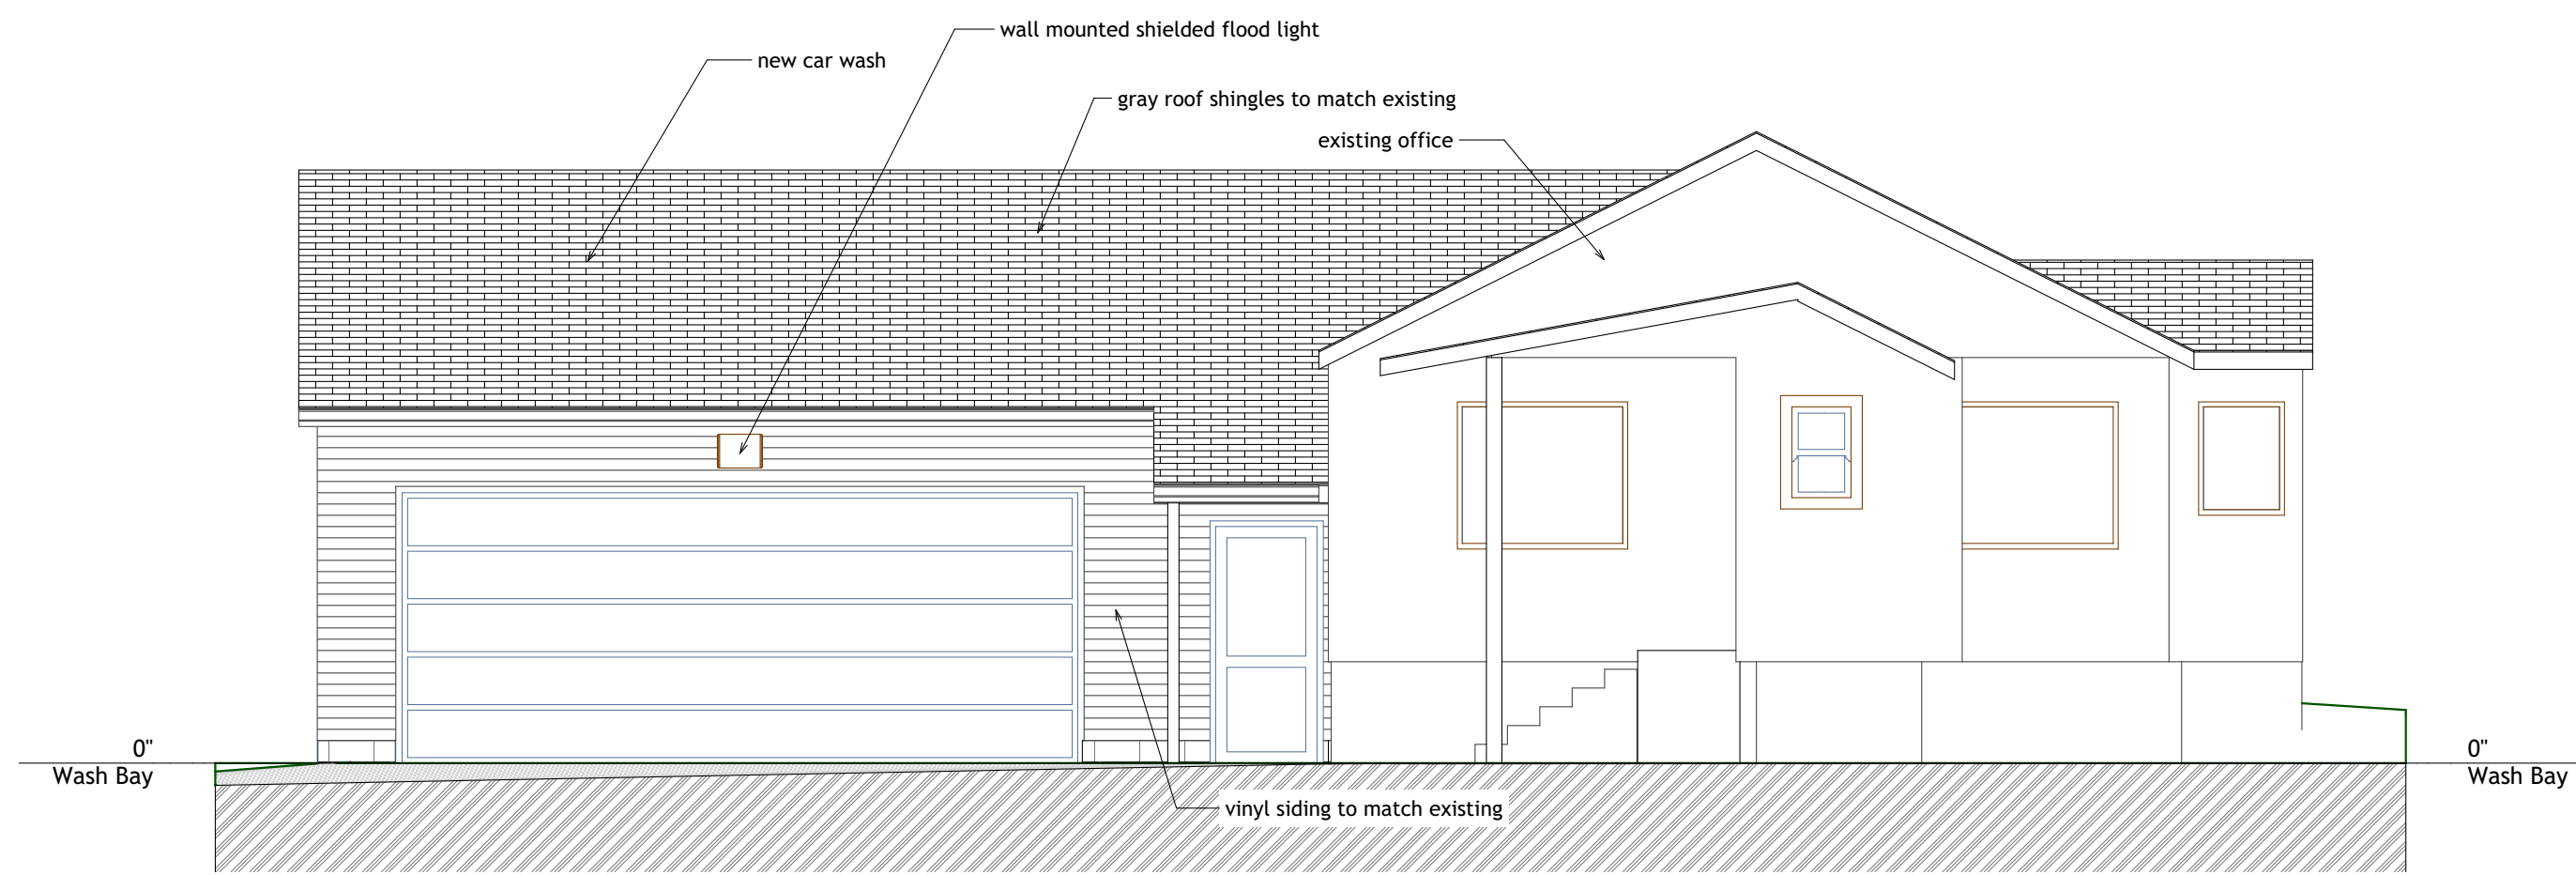 wall mounted shielded flood light
new car wash
gray roof shingles to match existing
existing office
0"
Wash Bay
0"
Wash Bay
vinyl siding to match existing